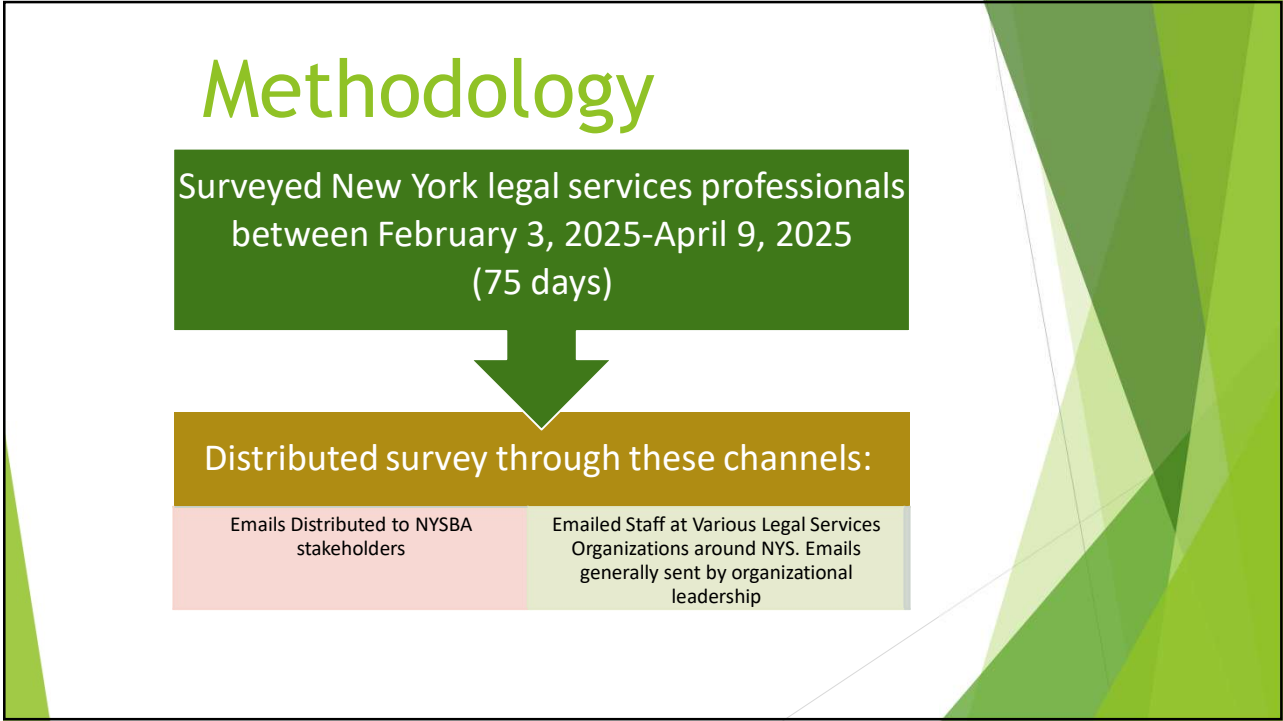 Methodology
Surveyed New York legal services professionals
between February 3, 2025-April 9, 2025
(75 days)
Distributed survey through these channels:
Emails Distributed to NYSBA
stakeholders
Emailed Staff at Various Legal Services
Organizations around NYS. Emails
generally sent by organizational
leadership